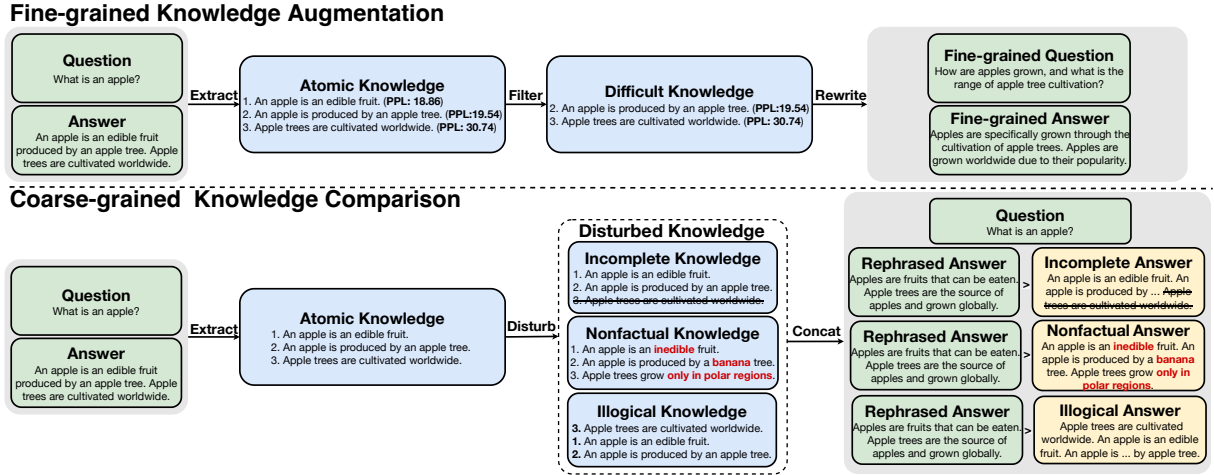 Fine-grained Knowledge Augmentation
Question
What is an apple?
Answer
An apple is an edible fruit
produced by an apple tree. Apple
trees are cultivated worldwide.
Extract
Atomic Knowledge
1. An apple is an edible fruit. (PPL: 18.86)
2. An apple is produced by an apple tree. (PPL:19.54)
3. Apple trees are cultivated worldwide. (PPL: 30.74)
Filter
Difficult Knowledge
2. An apple is produced by an apple tree. (PPL:19.54)
3. Apple trees are cultivated worldwide. (PPL: 30.74)
Rewrite
Fine-grained Question
How are apples grown, and what is the
range of apple tree cultivation?
Fine-grained Answer
Apples are specifically grown through the
cultivation of apple trees. Apples are
grown worldwide due to their popularity.
Coarse-grained Knowledge Comparison
Question
What is an apple?
Answer
An apple is an edible fruit
produced by an apple tree. Apple
trees are cultivated worldwide.
Extract
Atomic Knowledge
1. An apple is an edible fruit.
2. An apple is produced by an apple tree.
3. Apple trees are cultivated worldwide.
Disturb
Disturbed Knowledge
Incomplete Knowledge
1. An apple is an edible fruit.
2. An apple is produced by an apple tree.
3. Apple trees are cultivated worldwide.
Nonfactual Knowledge
1. An apple is an inedible fruit.
2. An apple is produced by a banana tree.
3. Apple trees grow only in polar regions.
Illogical Knowledge
3. Apple trees are cultivated worldwide.
1. An apple is an edible fruit.
2. An apple is produced by an apple tree.
Concat
Question
What is an apple?
Rephrased Answer
Apples are fruits that can be eaten.
Apple trees are the source of
apples and grown globally.
>
Incomplete Answer
An apple is an edible fruit. An
apple is produced by ... Apple
trees are cultivated worldwide.
Rephrased Answer
Apples are fruits that can be eaten.
Apple trees are the source of
apples and grown globally.
>
Nonfactual Answer
An apple is an inedible fruit. An
apple is produced by a banana
tree. Apple trees grow only in
polar regions.
Rephrased Answer
Apples are fruits that can be eaten.
Apple trees are the source of
apples and grown globally.
>
Illogical Answer
Apple trees are cultivated
worldwide. An apple is an edible
fruit. An apple is ... by apple tree.